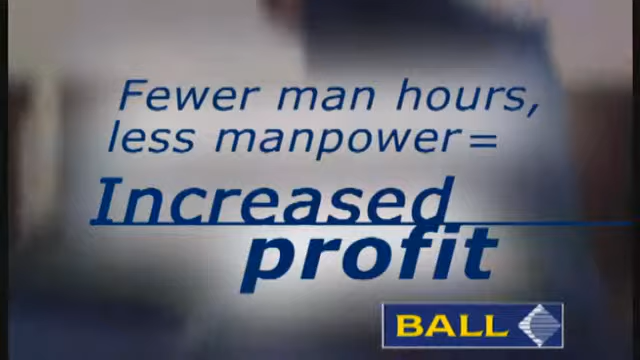 Fewer man hours,
less manpower =
Increased
profit
BALL